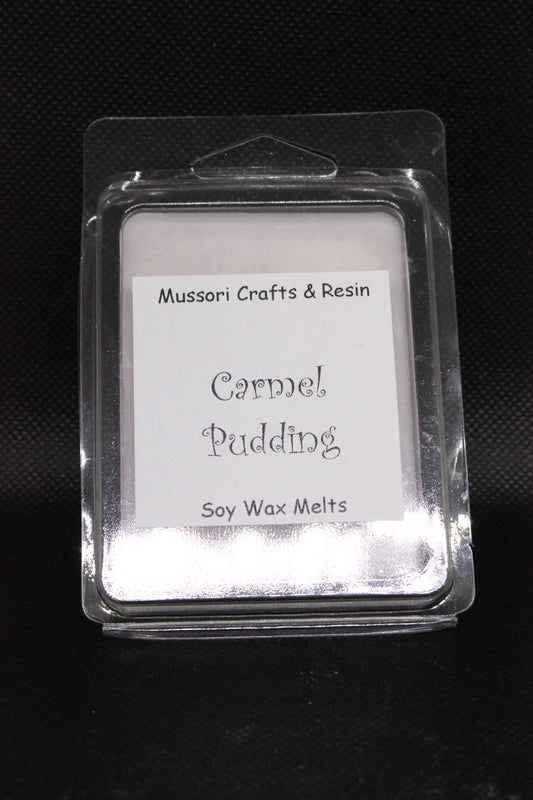 Mussori Crafts & Resin
Carmel
Pudding
Soy Wax Melts